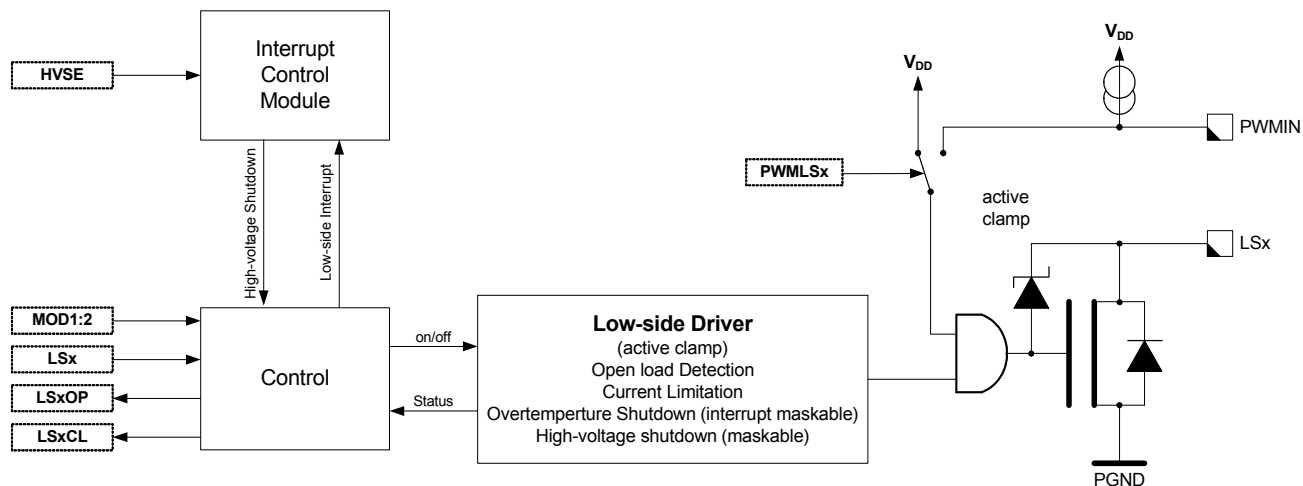 HVSE
Interrupt
Control
Module
High-voltage Shutdown
Low-side Interrupt
VDD
VDD
PWMIN
PWMLSx
active
clamp
LSx
MOD1:2
LSx
LSxOP
LSxCL
Control
on/off
Status
Low-side Driver
(active clamp)
Open load Detection
Current Limitation
Overtemperture Shutdown (interrupt maskable)
High-voltage shutdown (maskable)
PGND